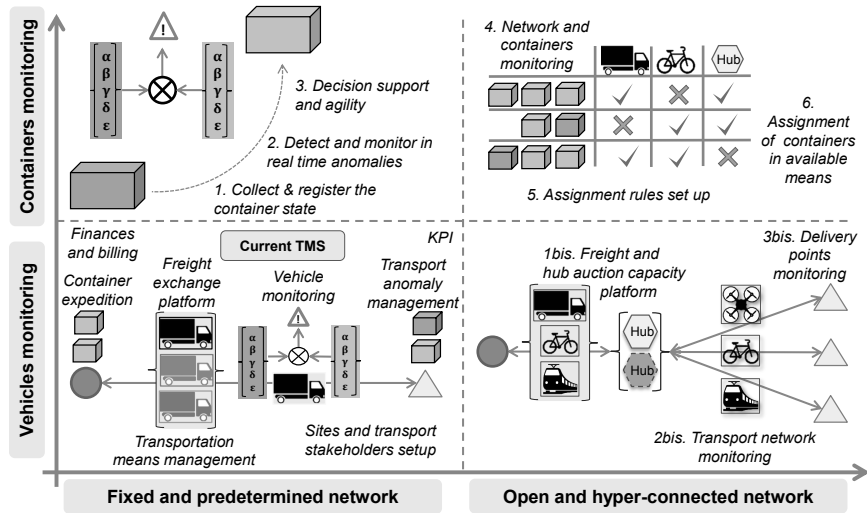 Containers monitoring
!
α
β
γ
δ
ε
α
β
γ
δ
ε
3. Decision support
and agility
2. Detect and monitor in
real time anomalies
1. Collect & register the
container state
4. Network and
containers
monitoring
Hub
6.
Assignment
of containers
in available
means
5. Assignment rules set up
Vehicles monitoring
Finances
and billing
Current TMS
KPI
Container
expedition
Freight
exchange
platform
Vehicle
monitoring
Transport
anomaly
management
!
α
β
γ
δ
ε
α
β
γ
δ
ε
Transportation
means management
Sites and transport
stakeholders setup
1bis. Freight and
hub auction capacity
platform
3bis. Delivery
points
monitoring
Hub
Hub
2bis. Transport network
monitoring
Fixed and predetermined network
Open and hyper-connected network